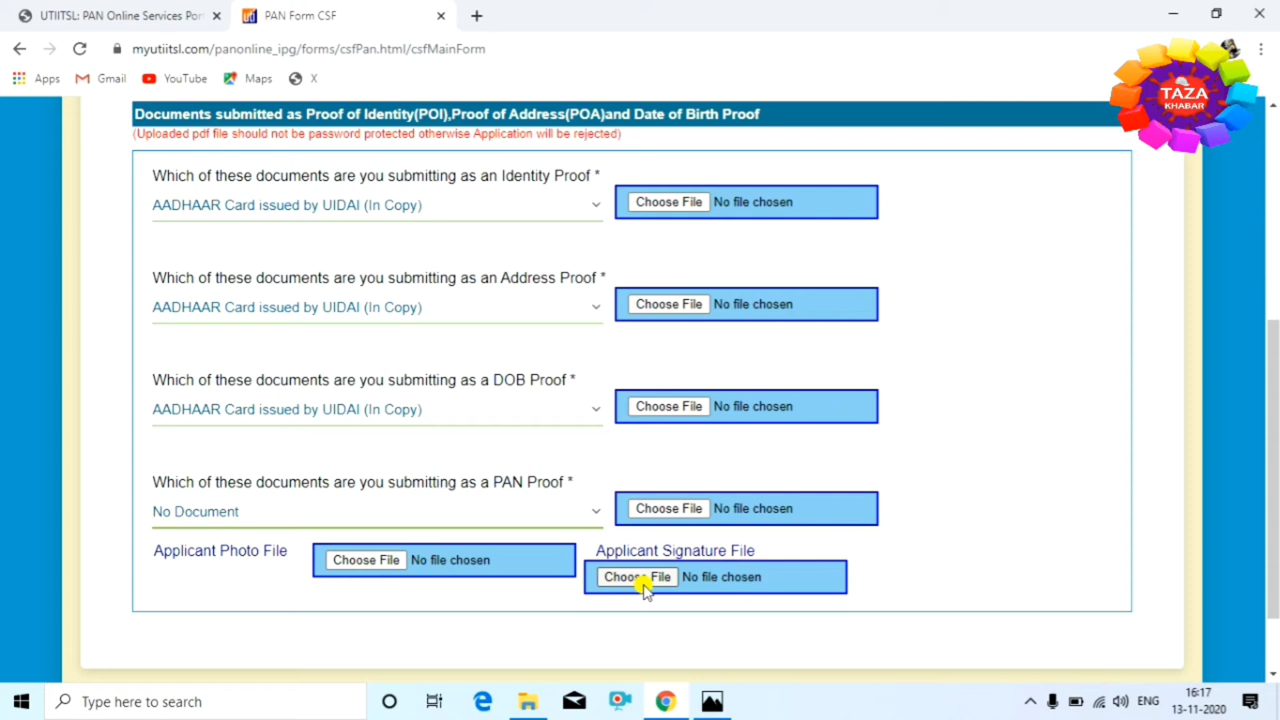 UTIITSL: PAN Online Services Por
PAN Form CSF
myutiitsl.com/panonline_ipg/forms/csfPan.html/csfMainForm
Apps
Gmail
YouTube
Maps
X
TAZA
KHABAR
Documents submitted as Proof of Identity(POI),Proof of Address(POA)and Date of Birth Proof
(Uploaded pdf file should not be password protected otherwise Application will be rejected)
Which of these documents are you submitting as an Identity Proof *
AADHAAR Card issued by UIDAI (In Copy)
Choose File No file chosen
Which of these documents are you submitting as an Address Proof *
AADHAAR Card issued by UIDAI (In Copy)
Choose File No file chosen
Which of these documents are you submitting as a DOB Proof *
AADHAAR Card issued by UIDAI (In Copy)
Choose File No file chosen
Which of these documents are you submitting as a PAN Proof *
No Document
Choose File No file chosen
Applicant Photo File
Choose File No file chosen
Applicant Signature File
Choose File No file chosen
Type here to search
ENG
16:17
13-11-2020